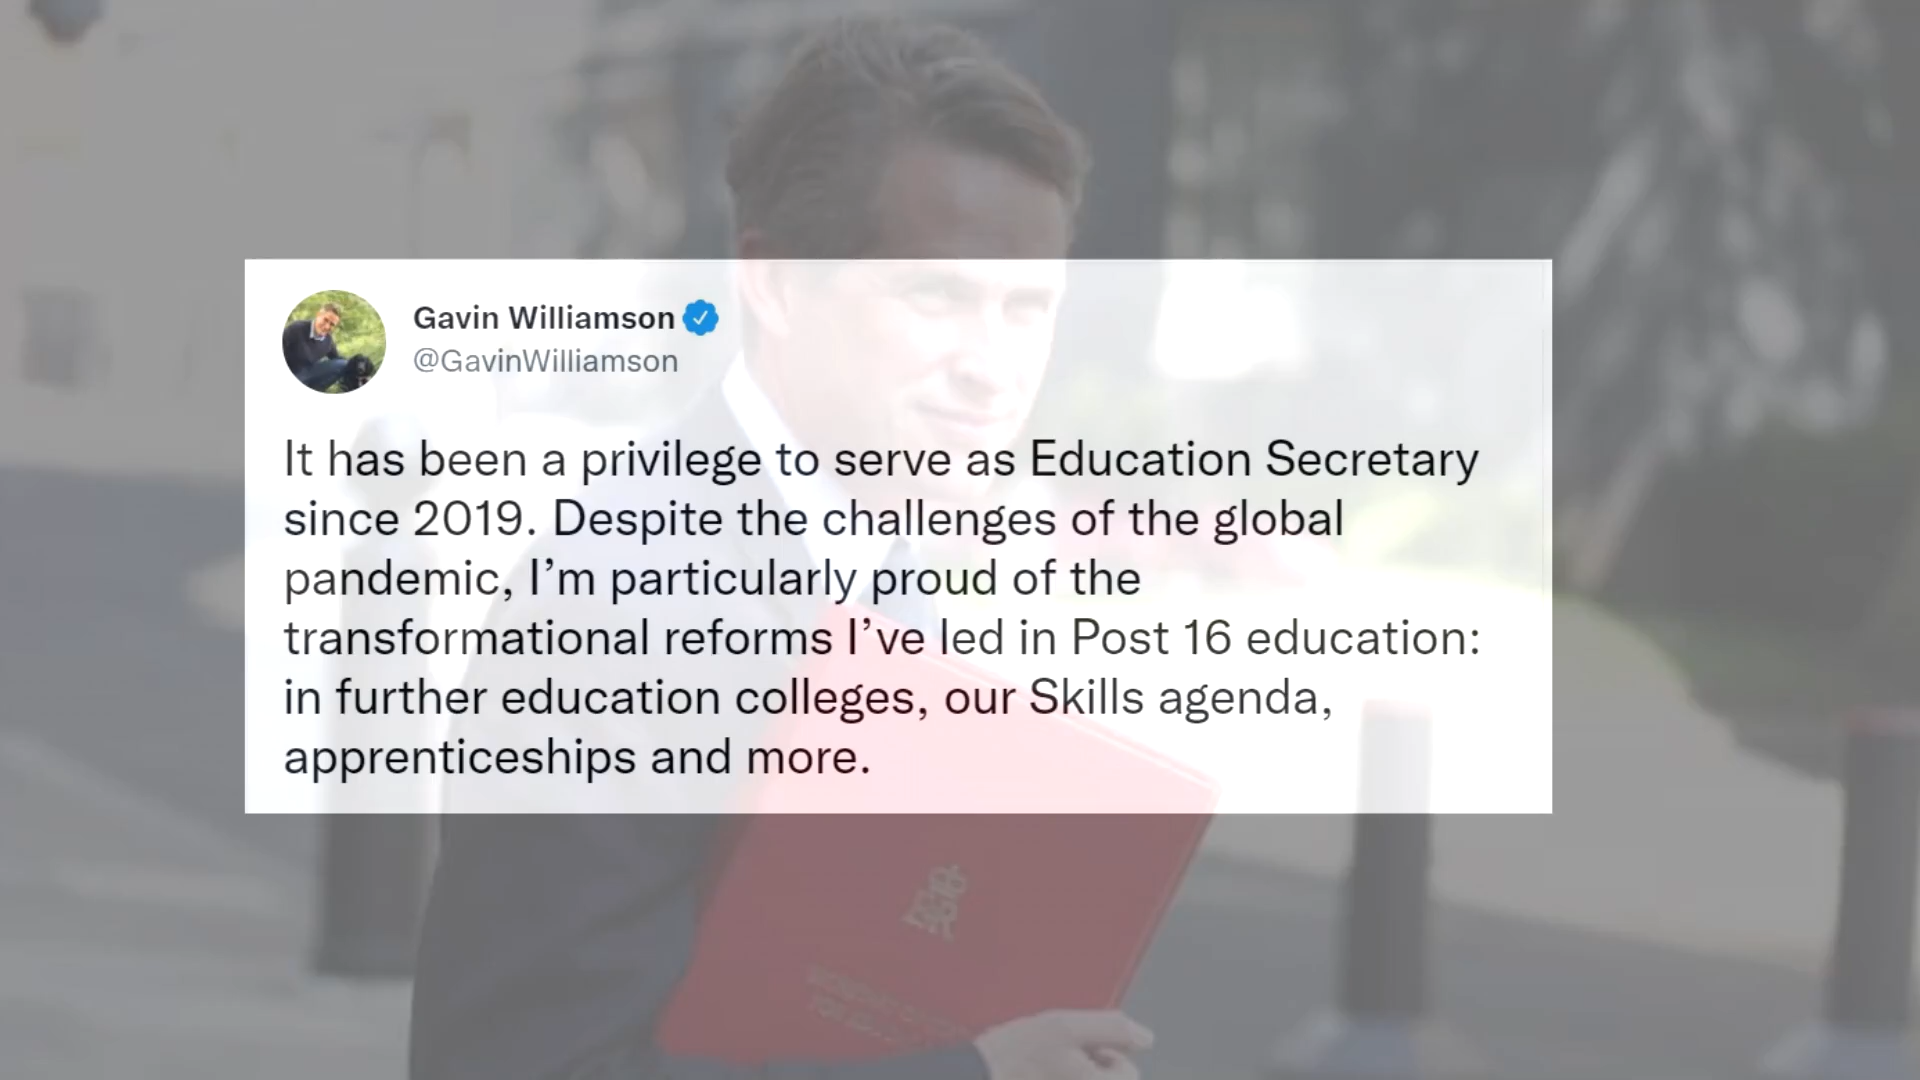 Gavin Williamson
@GavinWilliamson
It has been a privilege to serve as Education Secretary
since 2019. Despite the challenges of the global
pandemic, I’m particularly proud of the
transformational reforms I’ve led in Post 16 education:
in further education colleges, our Skills agenda,
apprenticeships and more.